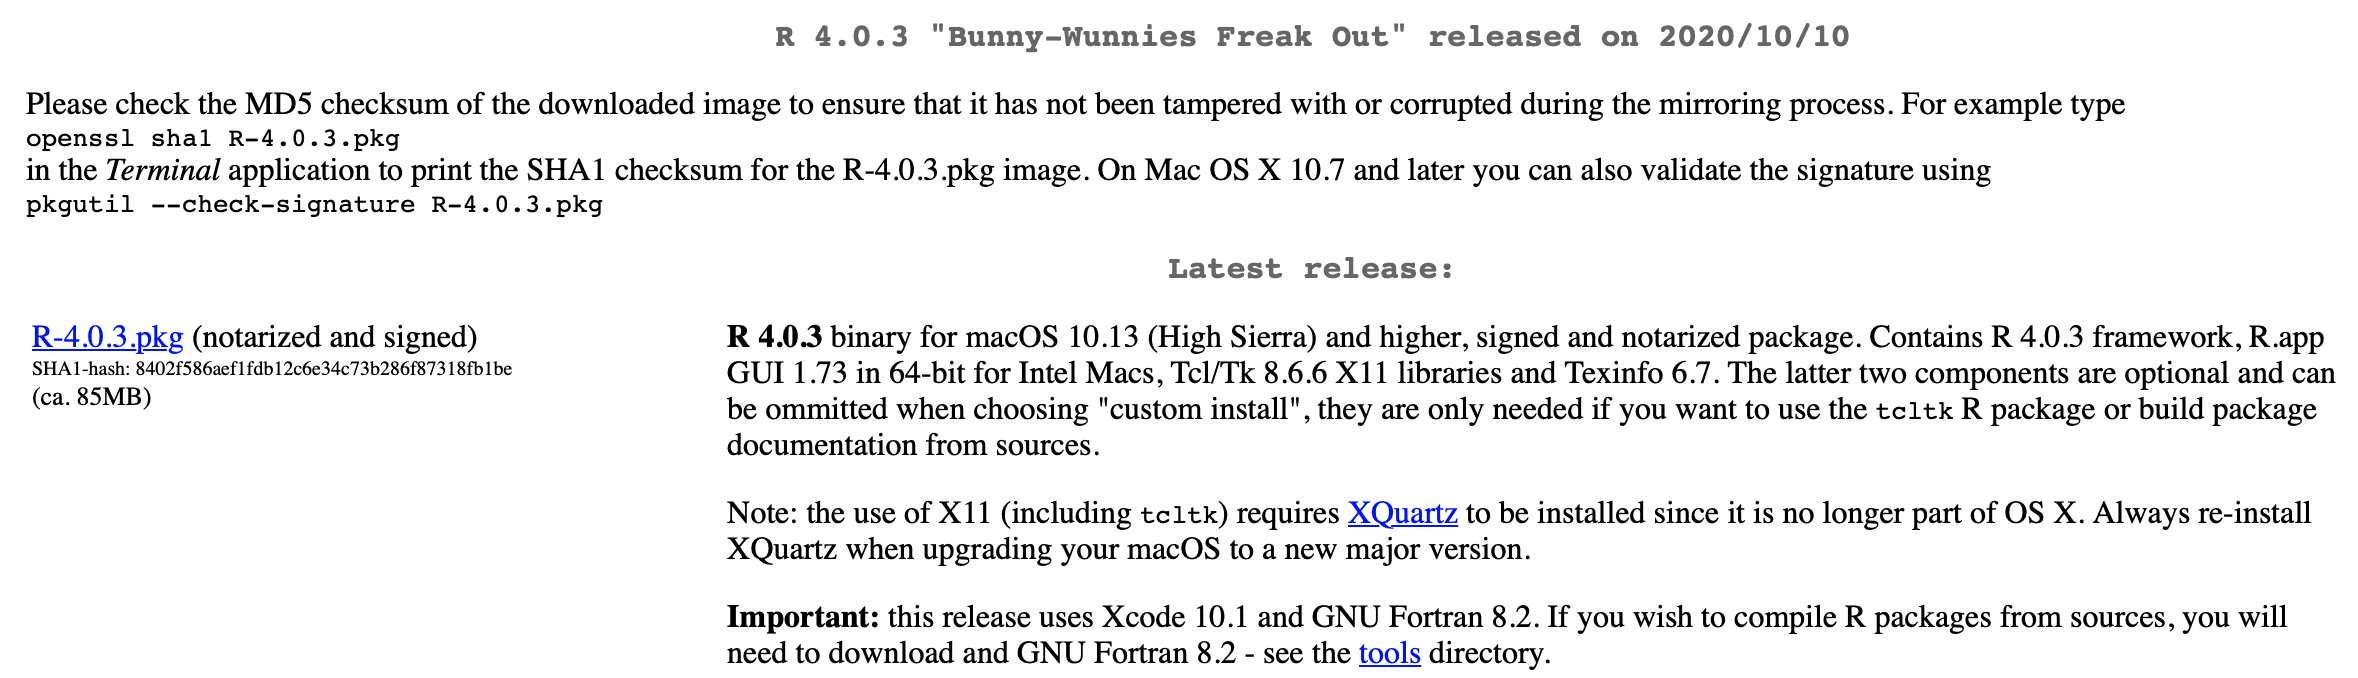 R 4.0.3 "Bunny-Wunnies Freak Out" released on 2020/10/10
Please check the MD5 checksum of the downloaded image to ensure that it has not been tampered with or corrupted during the mirroring process. For example type
openssl sha1 R-4.0.3.pkg
in the Terminal application to print the SHA1 checksum for the R-4.0.3.pkg image. On Mac OS X 10.7 and later you can also validate the signature using
pkgutil --check-signature R-4.0.3.pkg
Latest release:
R-4.0.3.pkg (notarized and signed)
SHA1-hash: 8402f586aef1fdb12c6e34c73b286f87318fb1be
(ca. 85MB)
R 4.0.3 binary for macOS 10.13 (High Sierra) and higher, signed and notarized package. Contains R 4.0.3 framework, R.app
GUI 1.73 in 64-bit for Intel Macs, Tcl/Tk 8.6.6 X11 libraries and Texinfo 6.7. The latter two components are optional and can
be ommitted when choosing "custom install", they are only needed if you want to use the tcltk R package or build package
documentation from sources.
Note: the use of X11 (including tcltk) requires XQuartz to be installed since it is no longer part of OS X. Always re-install
XQuartz when upgrading your macOS to a new major version.
Important: this release uses Xcode 10.1 and GNU Fortran 8.2. If you wish to compile R packages from sources, you will
need to download and GNU Fortran 8.2 - see the tools directory.